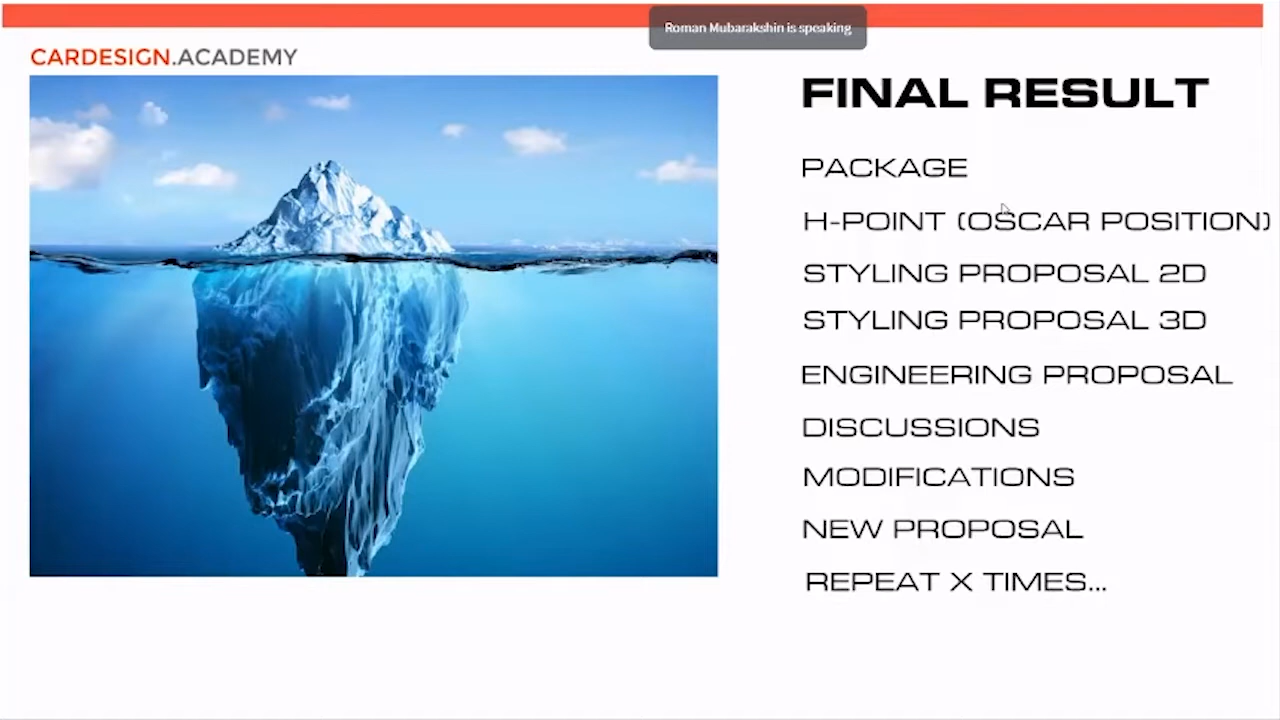 Roman Mubarakshin is speaking
CARDESIGN.ACADEMY
FINAL RESULT
PACKAGE
H-POINT (OSCAR POSITION)
STYLING PROPOSAL 2D
STYLING PROPOSAL 3D
ENGINEERING PROPOSAL
DISCUSSIONS
MODIFICATIONS
NEW PROPOSAL
REPEAT X TIMES...